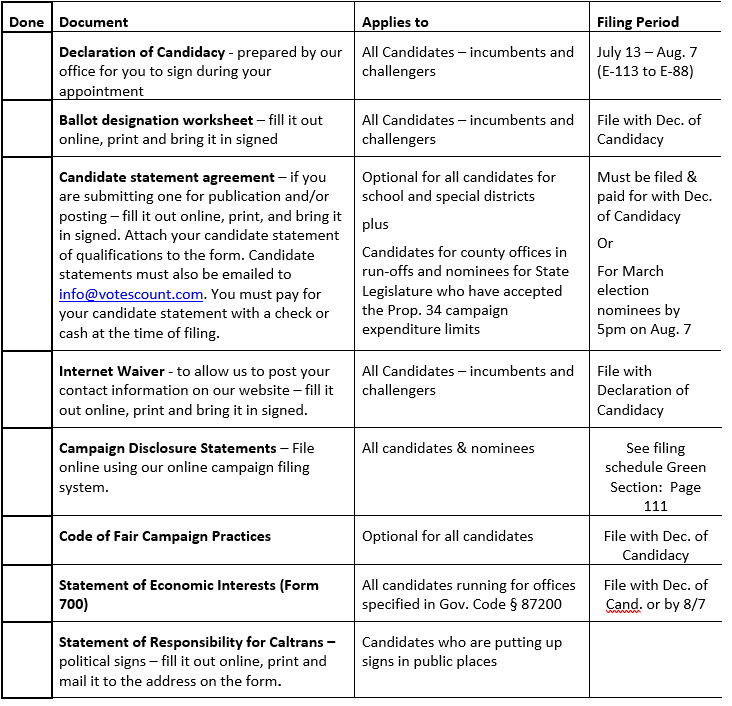 Done Document Applies to Filing Period
Declaration of Candidacy - prepared by our
office for you to sign during your
appointment
All Candidates – incumbents and
challengers
July 13 – Aug. 7
(E-113 to E-88)
Ballot designation worksheet – fill it out
online, print and bring it in signed
All Candidates – incumbents and
challengers
File with Dec. of
Candidacy
Candidate statement agreement – if you
are submitting one for publication and/or
posting – fill it out online, print, and bring it
in signed. Attach your candidate statement
of qualifications to the form. Candidate
statements must also be emailed to
info@votescount.com. You must pay for
your candidate statement with a check or
cash at the time of filing.
Optional for all candidates for
school and special districts
plus
Candidates for county offices in
run-offs and nominees for State
Legislature who have accepted
the Prop. 34 campaign
expenditure limits
Must be filed &
paid for with Dec.
of Candidacy
Or
For March
election
nominees by
5pm on Aug. 7
Internet Waiver - to allow us to post your
contact information on our website – fill it
out online, print and bring it in signed.
All Candidates – incumbents and
challengers
File with
Declaration of
Candidacy
Campaign Disclosure Statements – File
online using our online campaign filing
system.
All candidates & nominees
See filing
schedule Green
Section: Page
111
Code of Fair Campaign Practices
Optional for all candidates
File with Dec. of
Candidacy
Statement of Economic Interests (Form
700)
All candidates running for offices
specified in Gov. Code § 87200
File with Dec. of
Cand. or by 8/7
Statement of Responsibility for Caltrans –
political signs – fill it out online, print and
mail it to the address on the form.
Candidates who are putting up
signs in public places